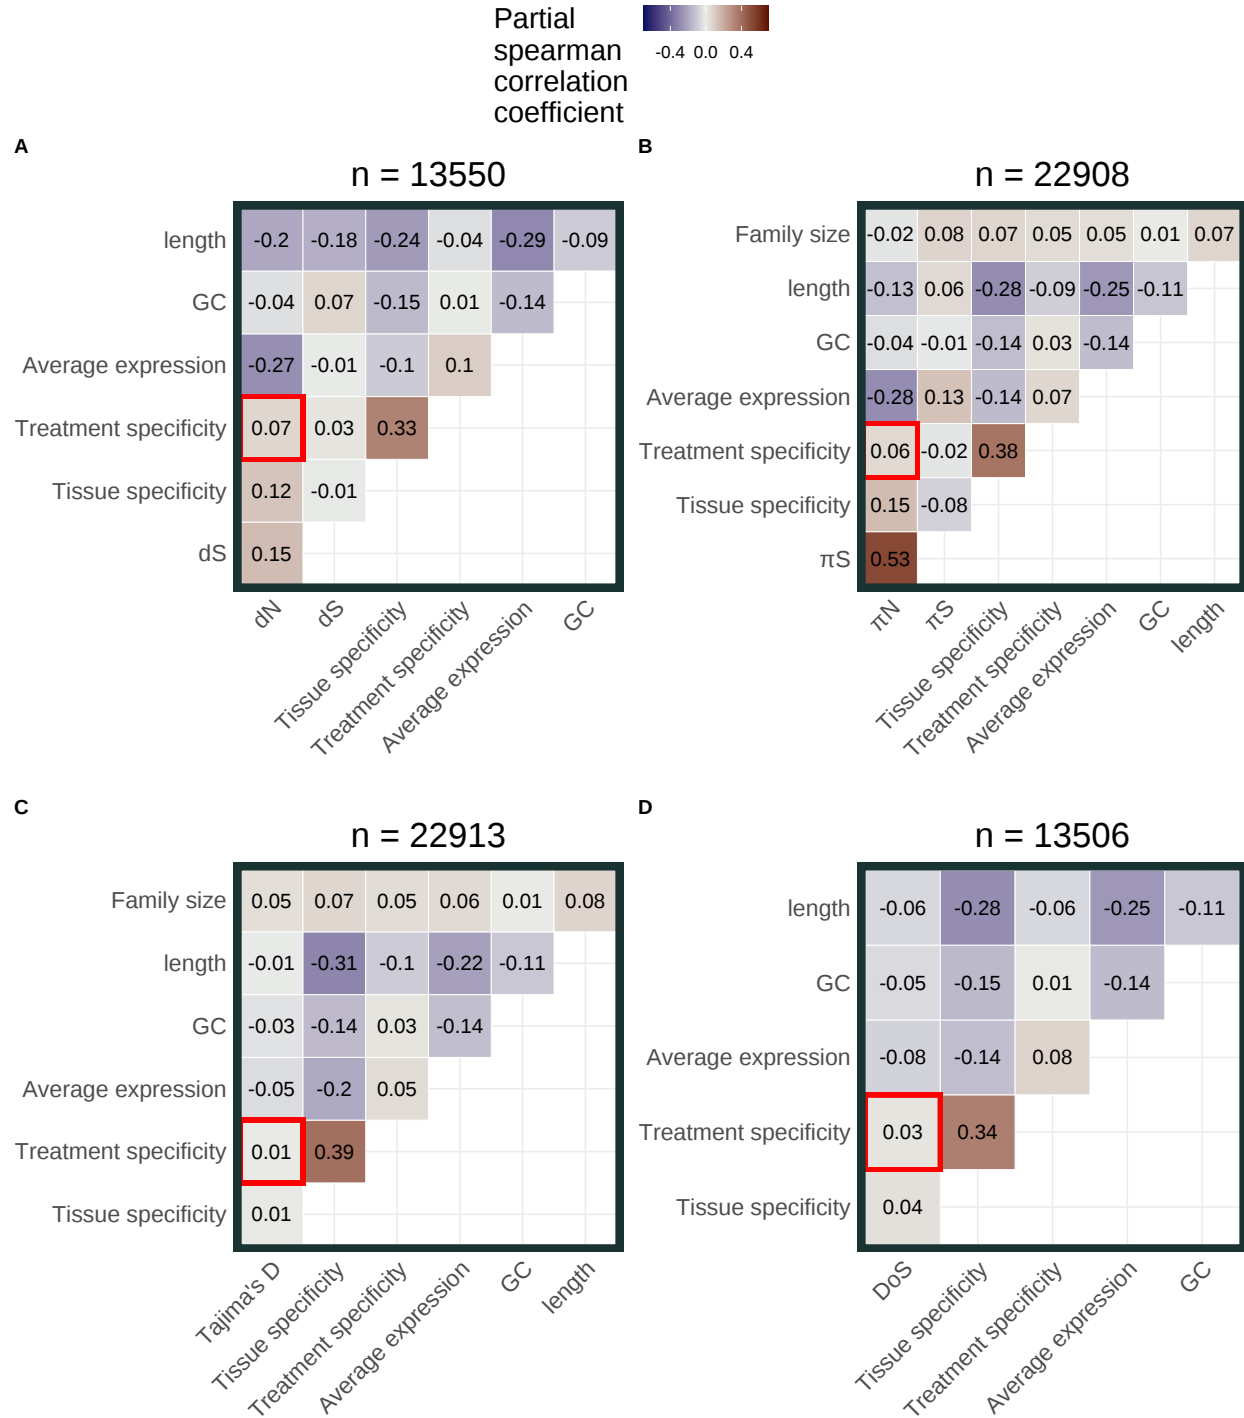 Partial
spearman
correlation
coefficient
-0.4 0.0 0.4
A
n = 13550
length -0.2 -0.18 -0.24 -0.04 -0.29 -0.09
GC -0.04 0.07 -0.15 0.01 -0.14
Average expression -0.27 -0.01 -0.1 0.1
Treatment specificity 0.07 0.03 0.33
Tissue specificity 0.12 -0.01
dS 0.15
dN dS Tissue specificity Treatment specificity Average expression GC
B
n = 22908
Family size -0.02 0.08 0.07 0.05 0.05 0.01 0.07
length -0.13 0.06 -0.28 -0.09 -0.25 -0.11
GC -0.04 -0.01 -0.14 0.03 -0.14
Average expression -0.28 0.13 -0.14 0.07
Treatment specificity 0.06 -0.02 0.38
Tissue specificity 0.15 -0.08
πS 0.53
πN πS Tissue specificity Treatment specificity Average expression GC length
C
n = 22913
Family size 0.05 0.07 0.05 0.06 0.01 0.08
length -0.01 -0.31 -0.1 -0.22 -0.11
GC -0.03 -0.14 0.03 -0.14
Average expression -0.05 -0.2 0.05
Treatment specificity 0.01 0.39
Tissue specificity 0.01
Tajima's D Tissue specificity Treatment specificity Average expression GC length
D
n = 13506
length -0.06 -0.28 -0.06 -0.25 -0.11
GC -0.05 -0.15 0.01 -0.14
Average expression -0.08 -0.14 0.08
Treatment specificity 0.03 0.34
Tissue specificity 0.04
DoS Tissue specificity Treatment specificity Average expression GC